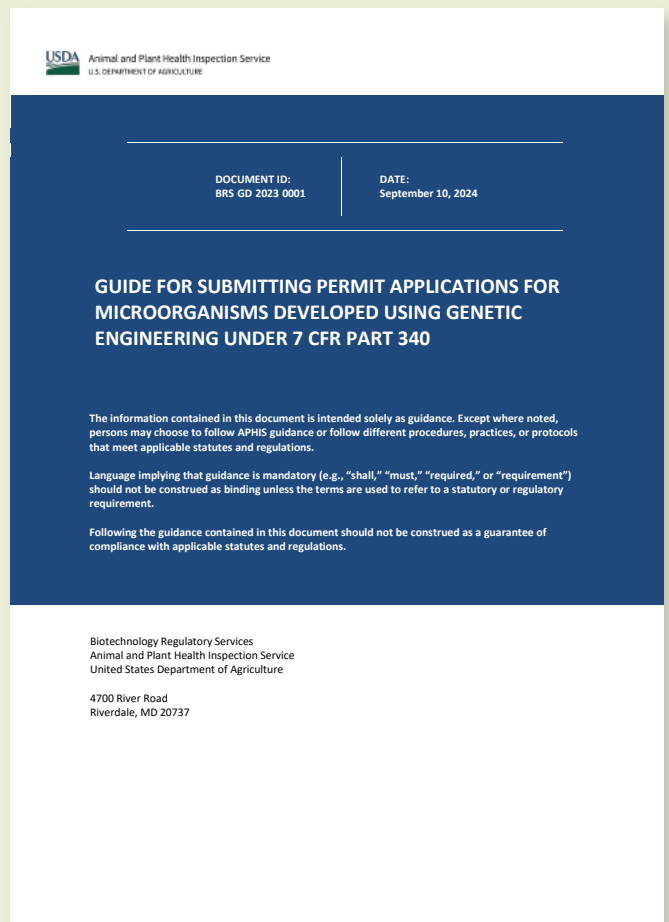 USDA
Animal and Plant Health Inspection Service
U.S. DEPARTMENT OF AGRICULTURE
DOCUMENT ID:
BRS GD 2023 0001
DATE:
September 10, 2024
GUIDE FOR SUBMITTING PERMIT APPLICATIONS FOR
MICROORGANISMS DEVELOPED USING GENETIC
ENGINEERING UNDER 7 CFR PART 340
The information contained in this document is intended solely as guidance. Except where noted,
persons may choose to follow APHIS guidance or follow different procedures, practices, or protocols
that meet applicable statutes and regulations.
Language implying that guidance is mandatory (e.g., “shall,” “must,” “required,” or “requirement”)
should not be construed as binding unless the terms are used to refer to a statutory or regulatory
requirement.
Following the guidance contained in this document should not be construed as a guarantee of
compliance with applicable statutes and regulations.
Biotechnology Regulatory Services
Animal and Plant Health Inspection Service
United States Department of Agriculture
4700 River Road
Riverdale, MD 20737